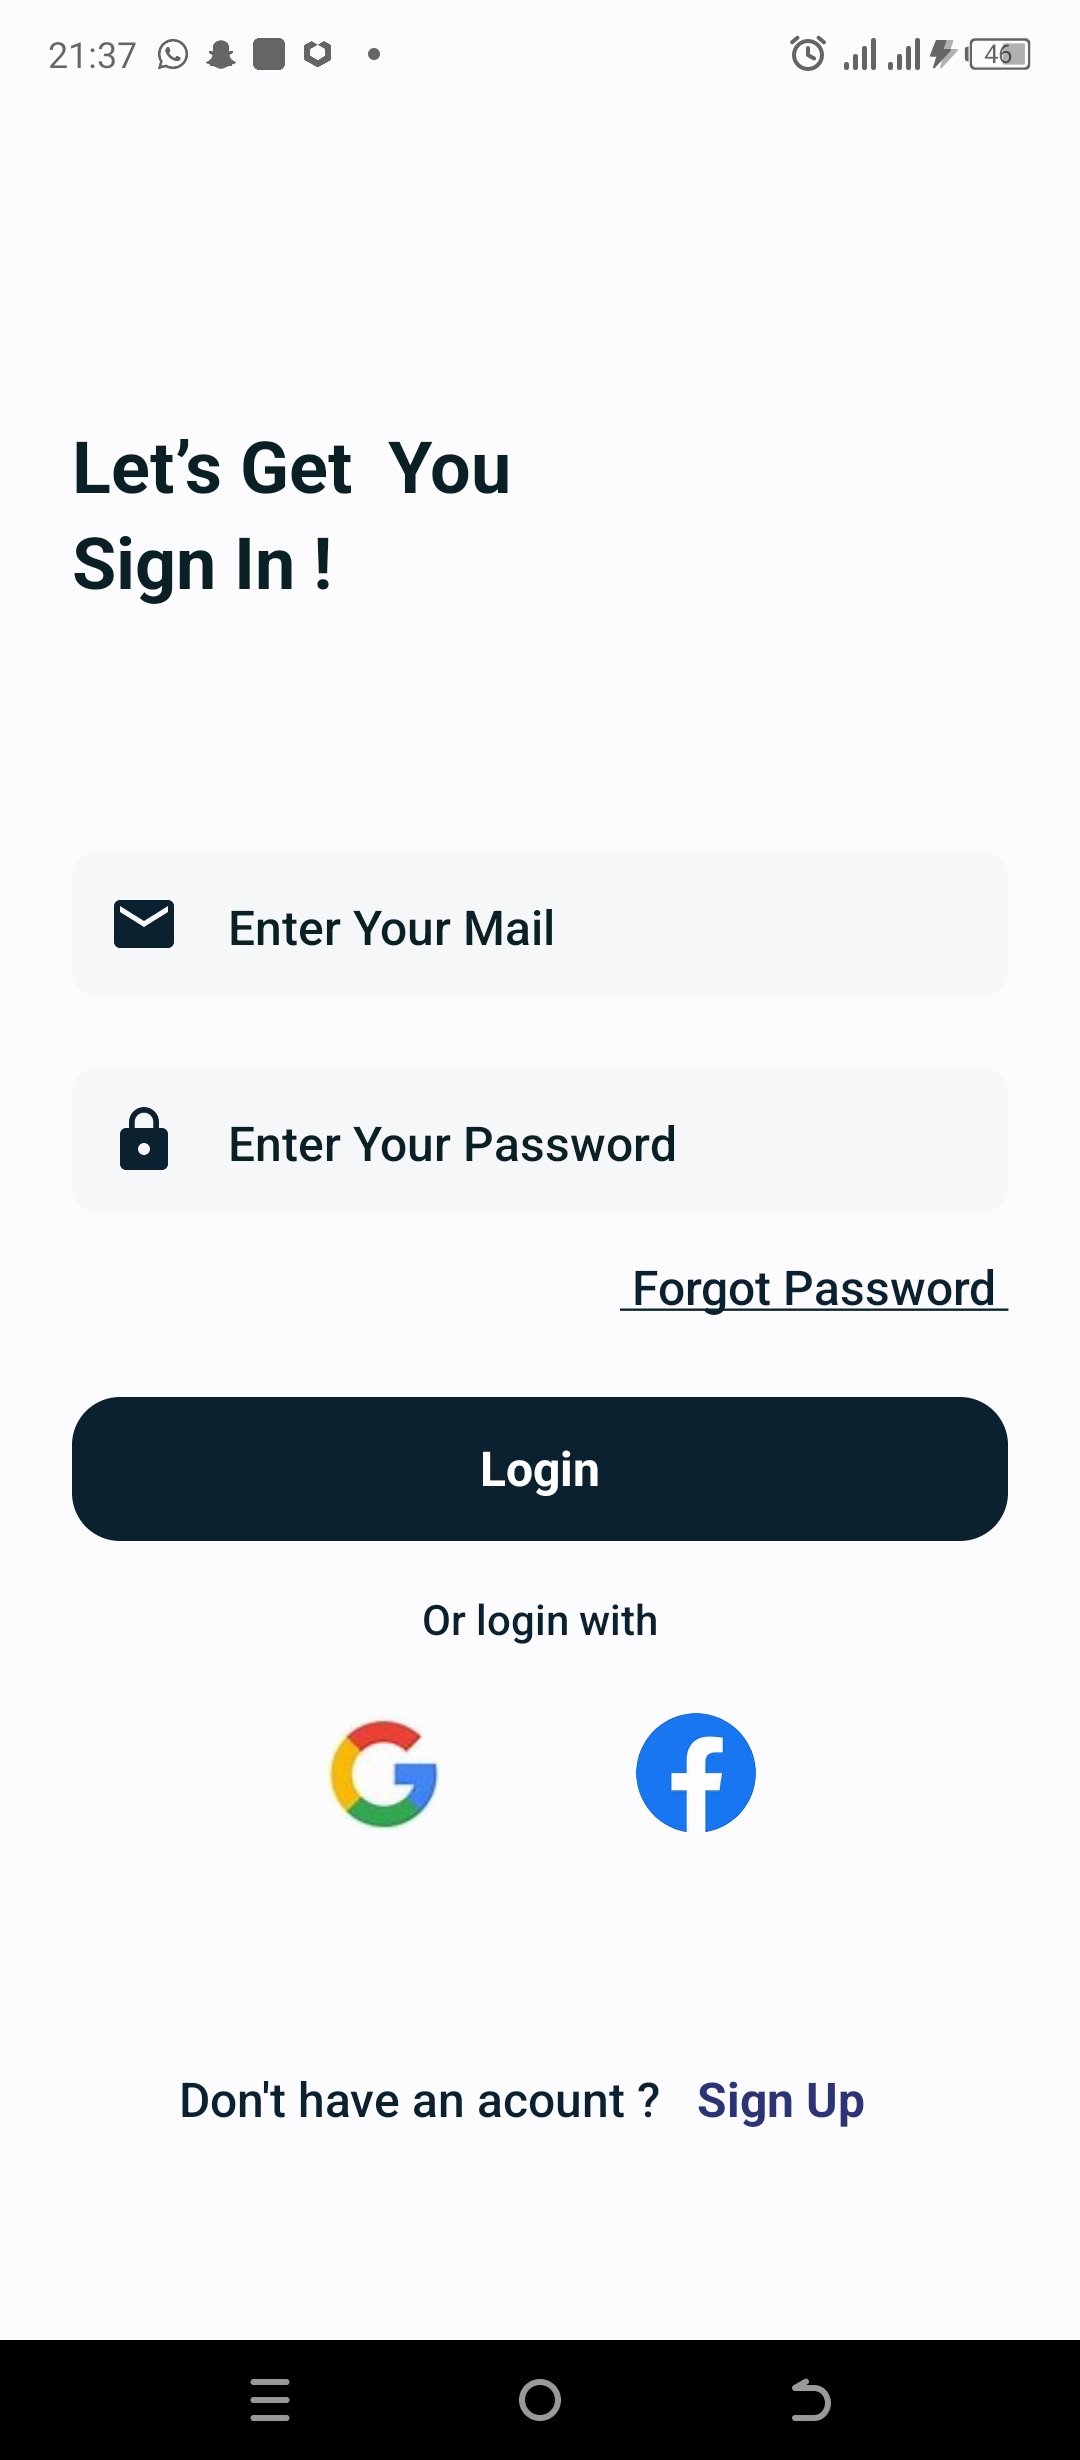 21:37
46
Let’s Get  You
Sign In !
Enter Your Mail
Enter Your Password
Forgot Password
Login
Or login with
Don't have an acount ?   Sign Up